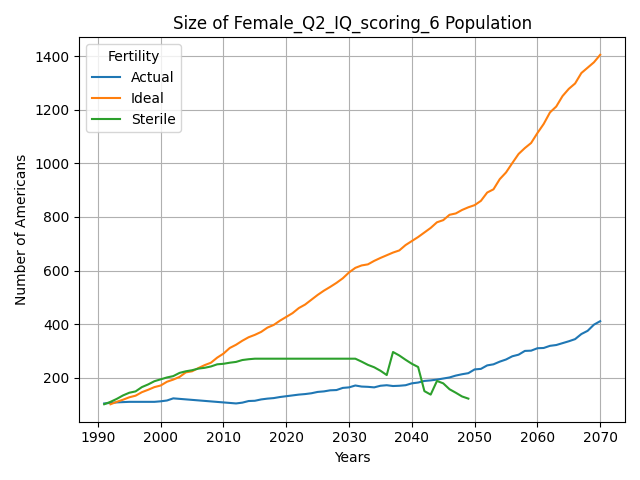 Size of Female_Q2_IQ_scoring_6 Population
Fertility
Actual
Ideal
Sterile
Number of Americans
1400
1200
1000
800
600
400
200
1990 2000 2010 2020 2030 2040 2050 2060 2070
Years